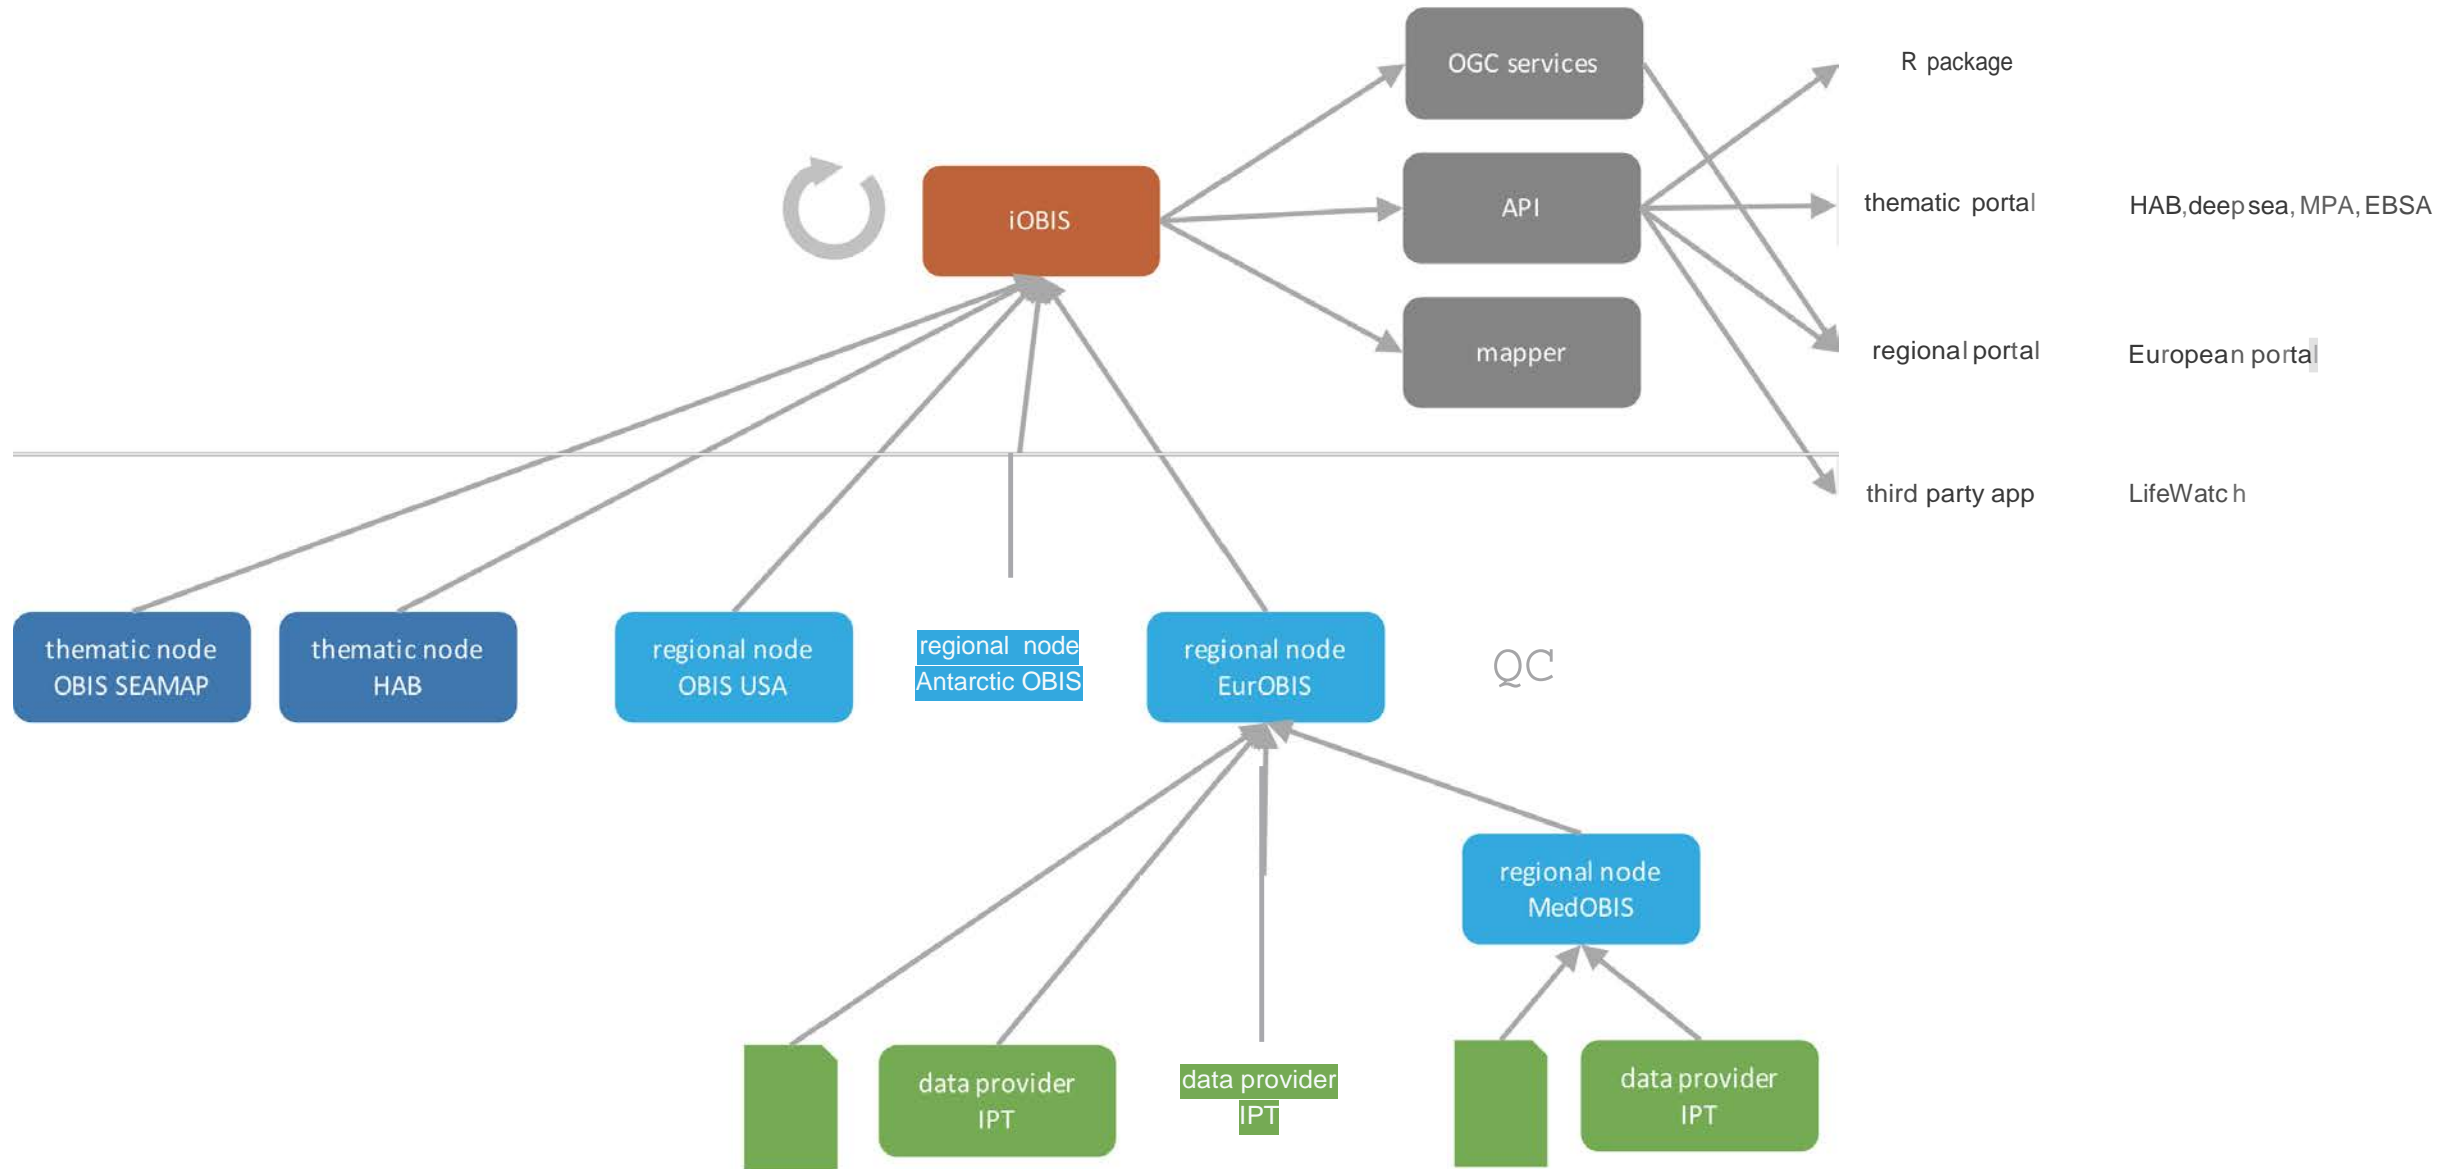 OGC services
R package
iOBIS
API
thematic portal
HAB, deep sea, MPA, EBSA
mapper
regional portal
European portal
third party app
LifeWatch
thematic node
OBIS SEAMAP
thematic node
HAB
regional node
OBIS USA
regional node
Antarctic OBIS
regional node
EurOBIS
QC
regional node
MedOBIS
data provider
IPT
data provider
IPT
data provider
IPT